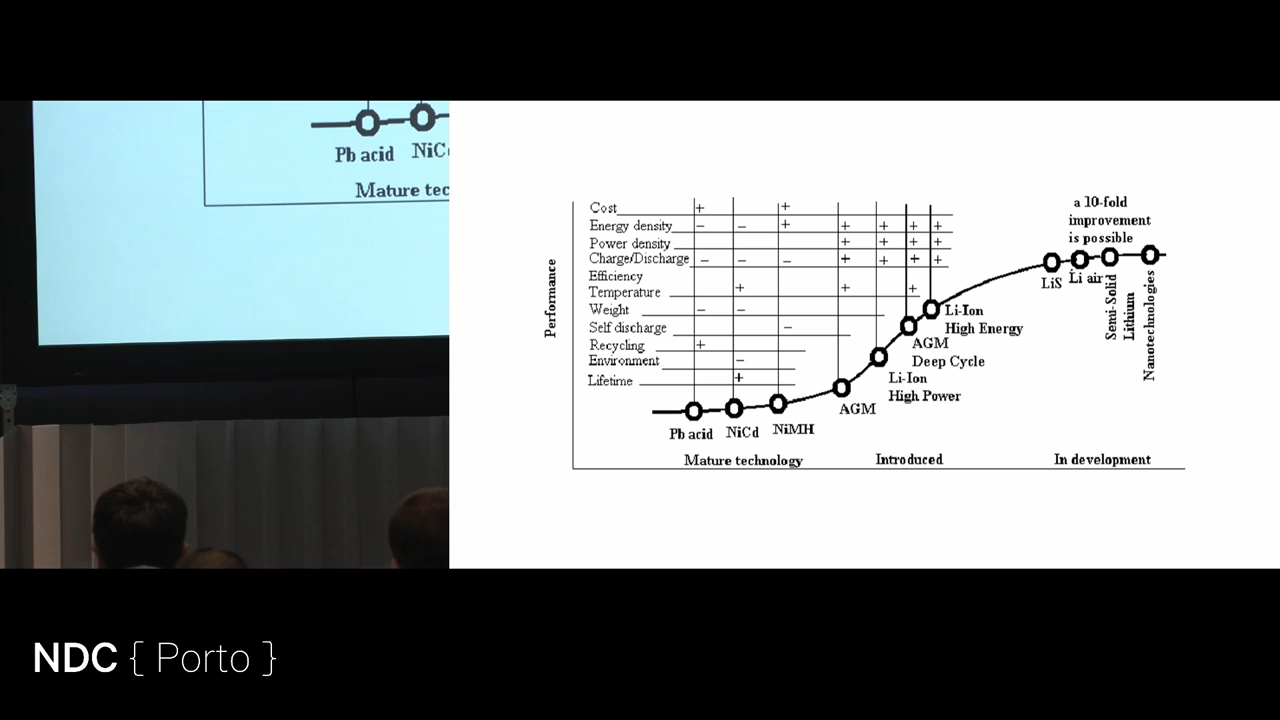 Pb acid NiC
Mature tec
Performance
Cost + +
Energy density - - + + + + +
Power density + + + +
Charge/Discharge - - - + + + +
Efficiency
Temperature + + +
Weight - -
Self discharge -
Recycling +
Environment -
Lifetime +
a 10-fold
improvement
is possible
LiS
Li air
Semi-Solid
Lithium
Nanotechnologies
Li-Ion
High Energy
AGM
Deep Cycle
Li-Ion
High Power
AGM
Pb acid NiCd NiMH
Mature technology Introduced In development
NDC { Porto }